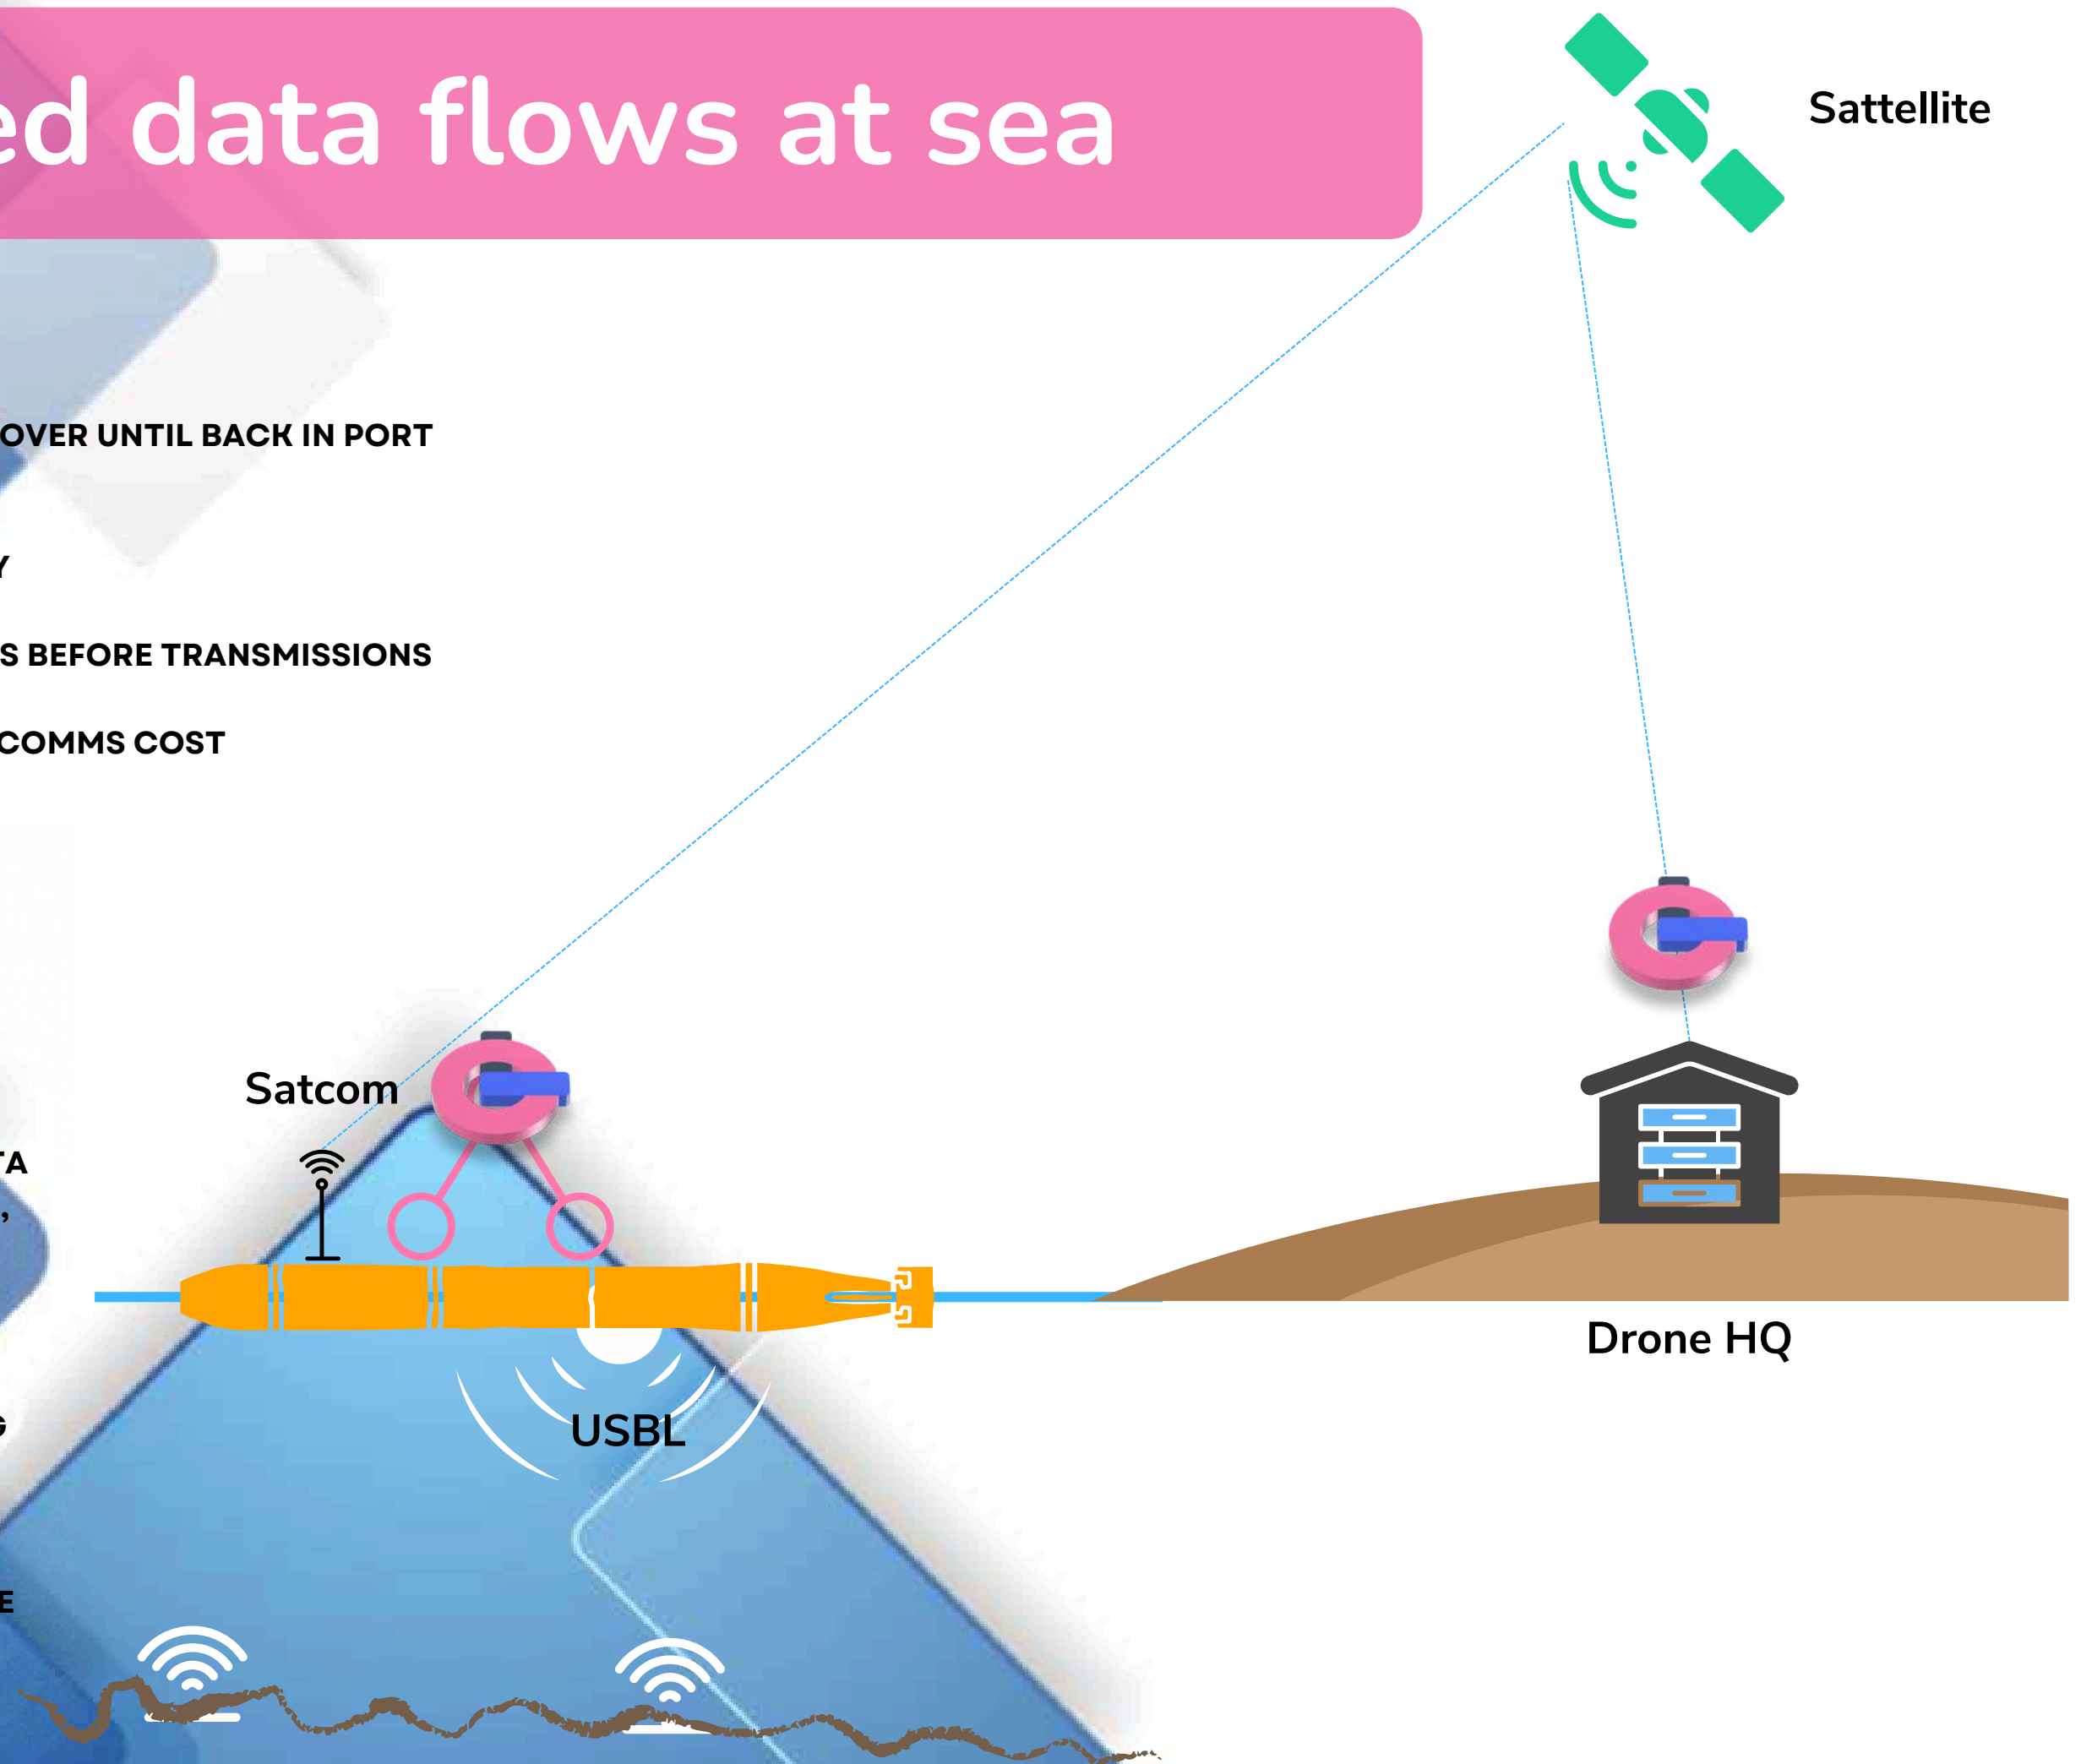 ed data flows at sea
Sattellite
OVER UNTIL BACK IN PORT
Y
S BEFORE TRANSMISSIONS
COMMS COST
Satcom
TA
,
Drone HQ
G
USBL
E